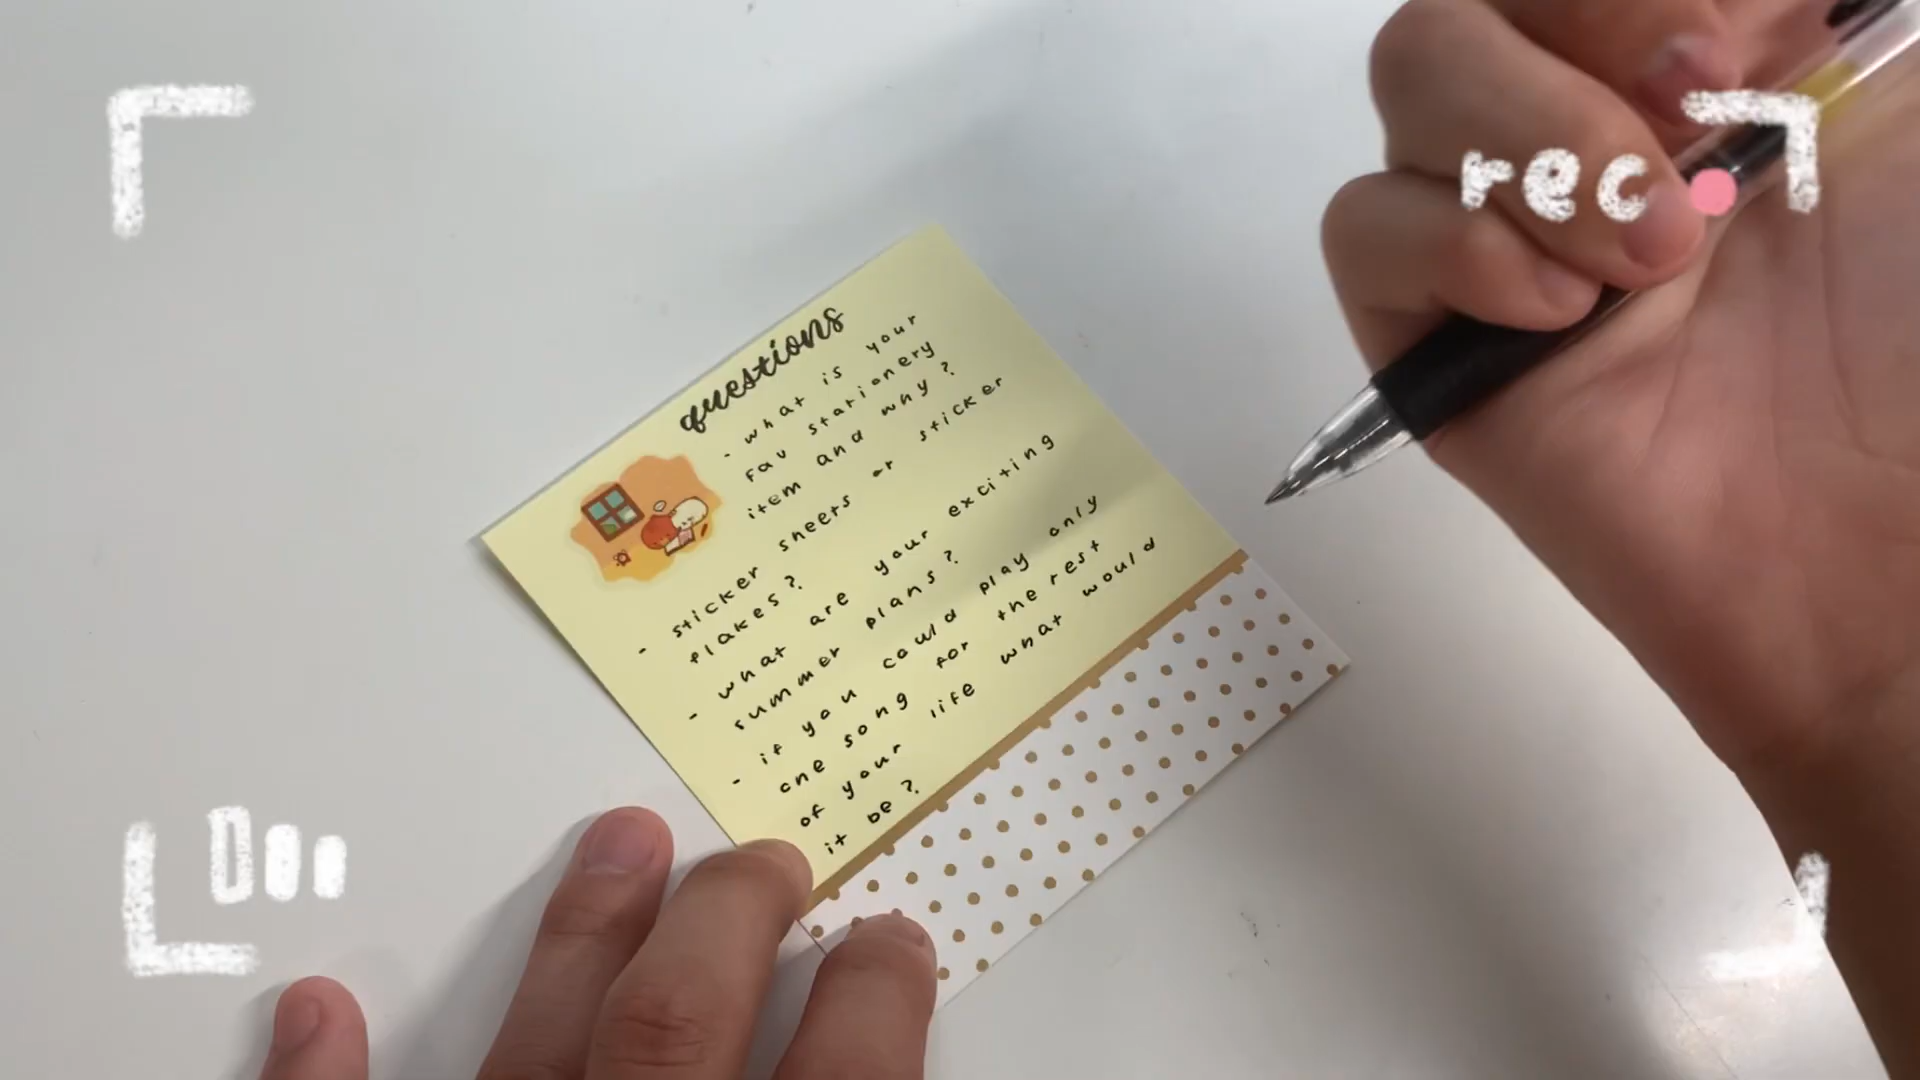 rec
questions
- what is your
fav stationery
item and why?
- sticker sheets or sticker
flakes?
- what are your exciting
summer plans?
- if you could play only
one song for the rest
of your life what would
it be?